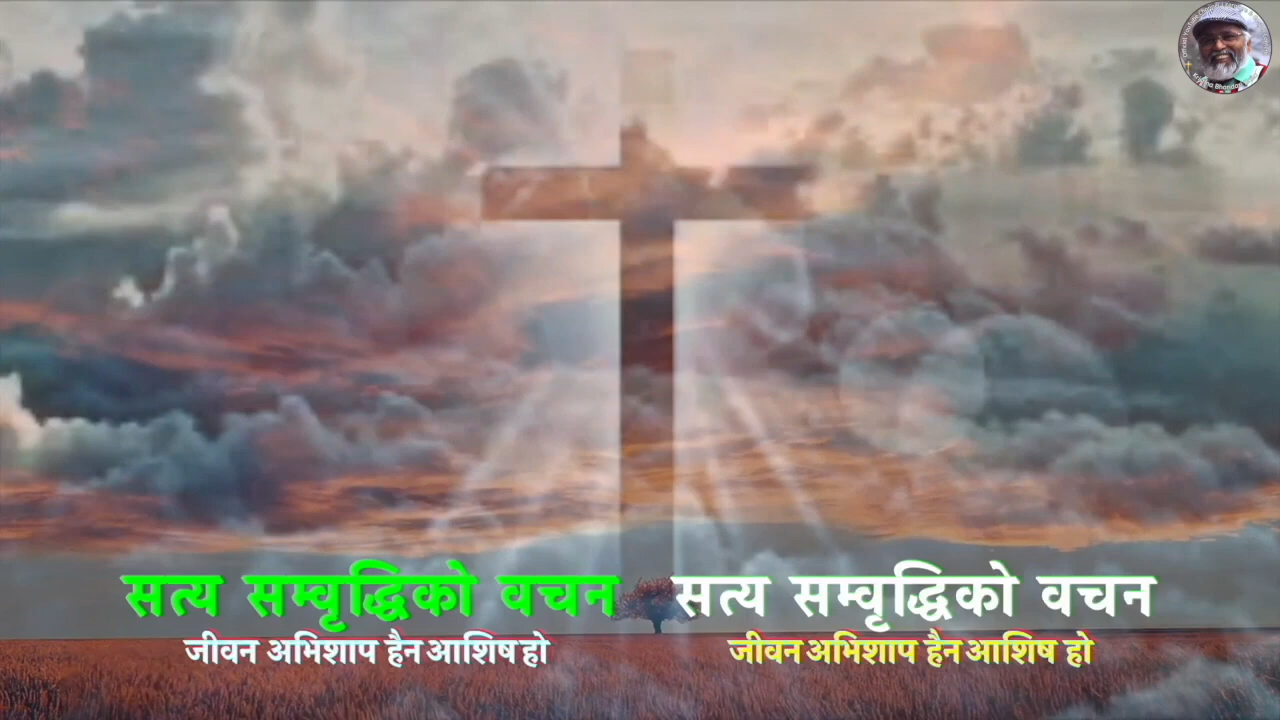 सत्य सम्वृद्धिको वचन सत्य सम्वृद्धिको वचन
जीवन अभिशाप हैन आशिष हो जीवन अभिशाप हैन आशिष हो